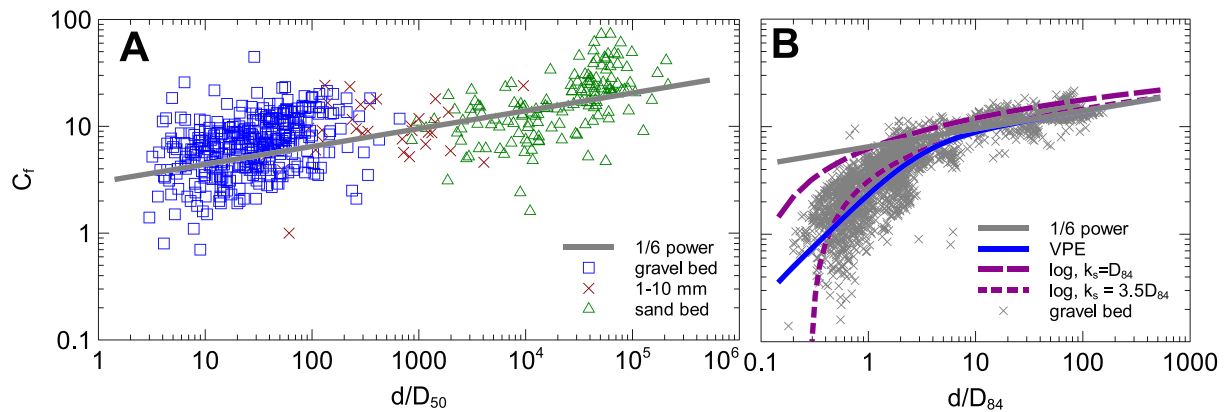 A
B
100
10
1
0.1
C_f
1 10 100 1000 10^4 10^5 10^6
d/D_50
1/6 power
gravel bed
1-10 mm
sand bed
0.1 1 10 100 1000
d/D_84
1/6 power
VPE
log, k_s=D_84
log, k_s = 3.5D_84
gravel bed